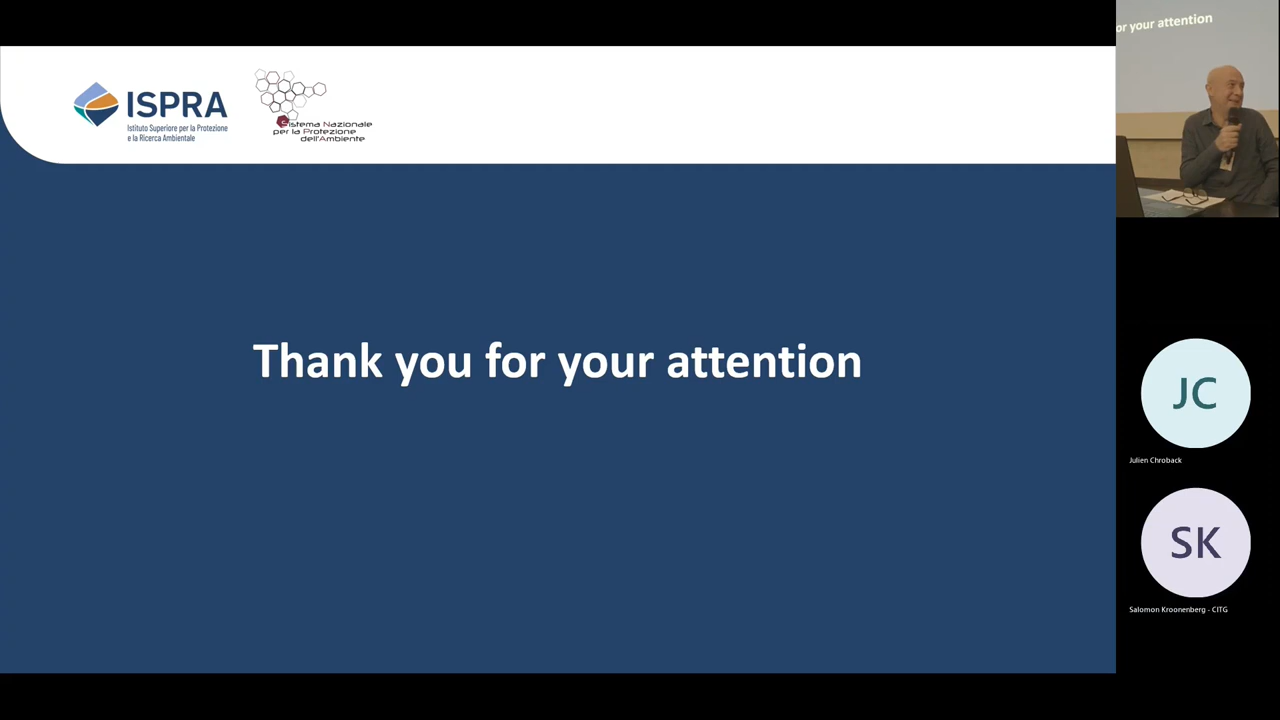 ISPRA
Istituto Superiore per la Protezione
e la Ricerca Ambientale
Sistema Nazionale
per la Protezione
dell'Ambiente
Thank you for your attention
or your attention
JC
Julien Chroback
SK
Salomon Kroonenberg - CITG